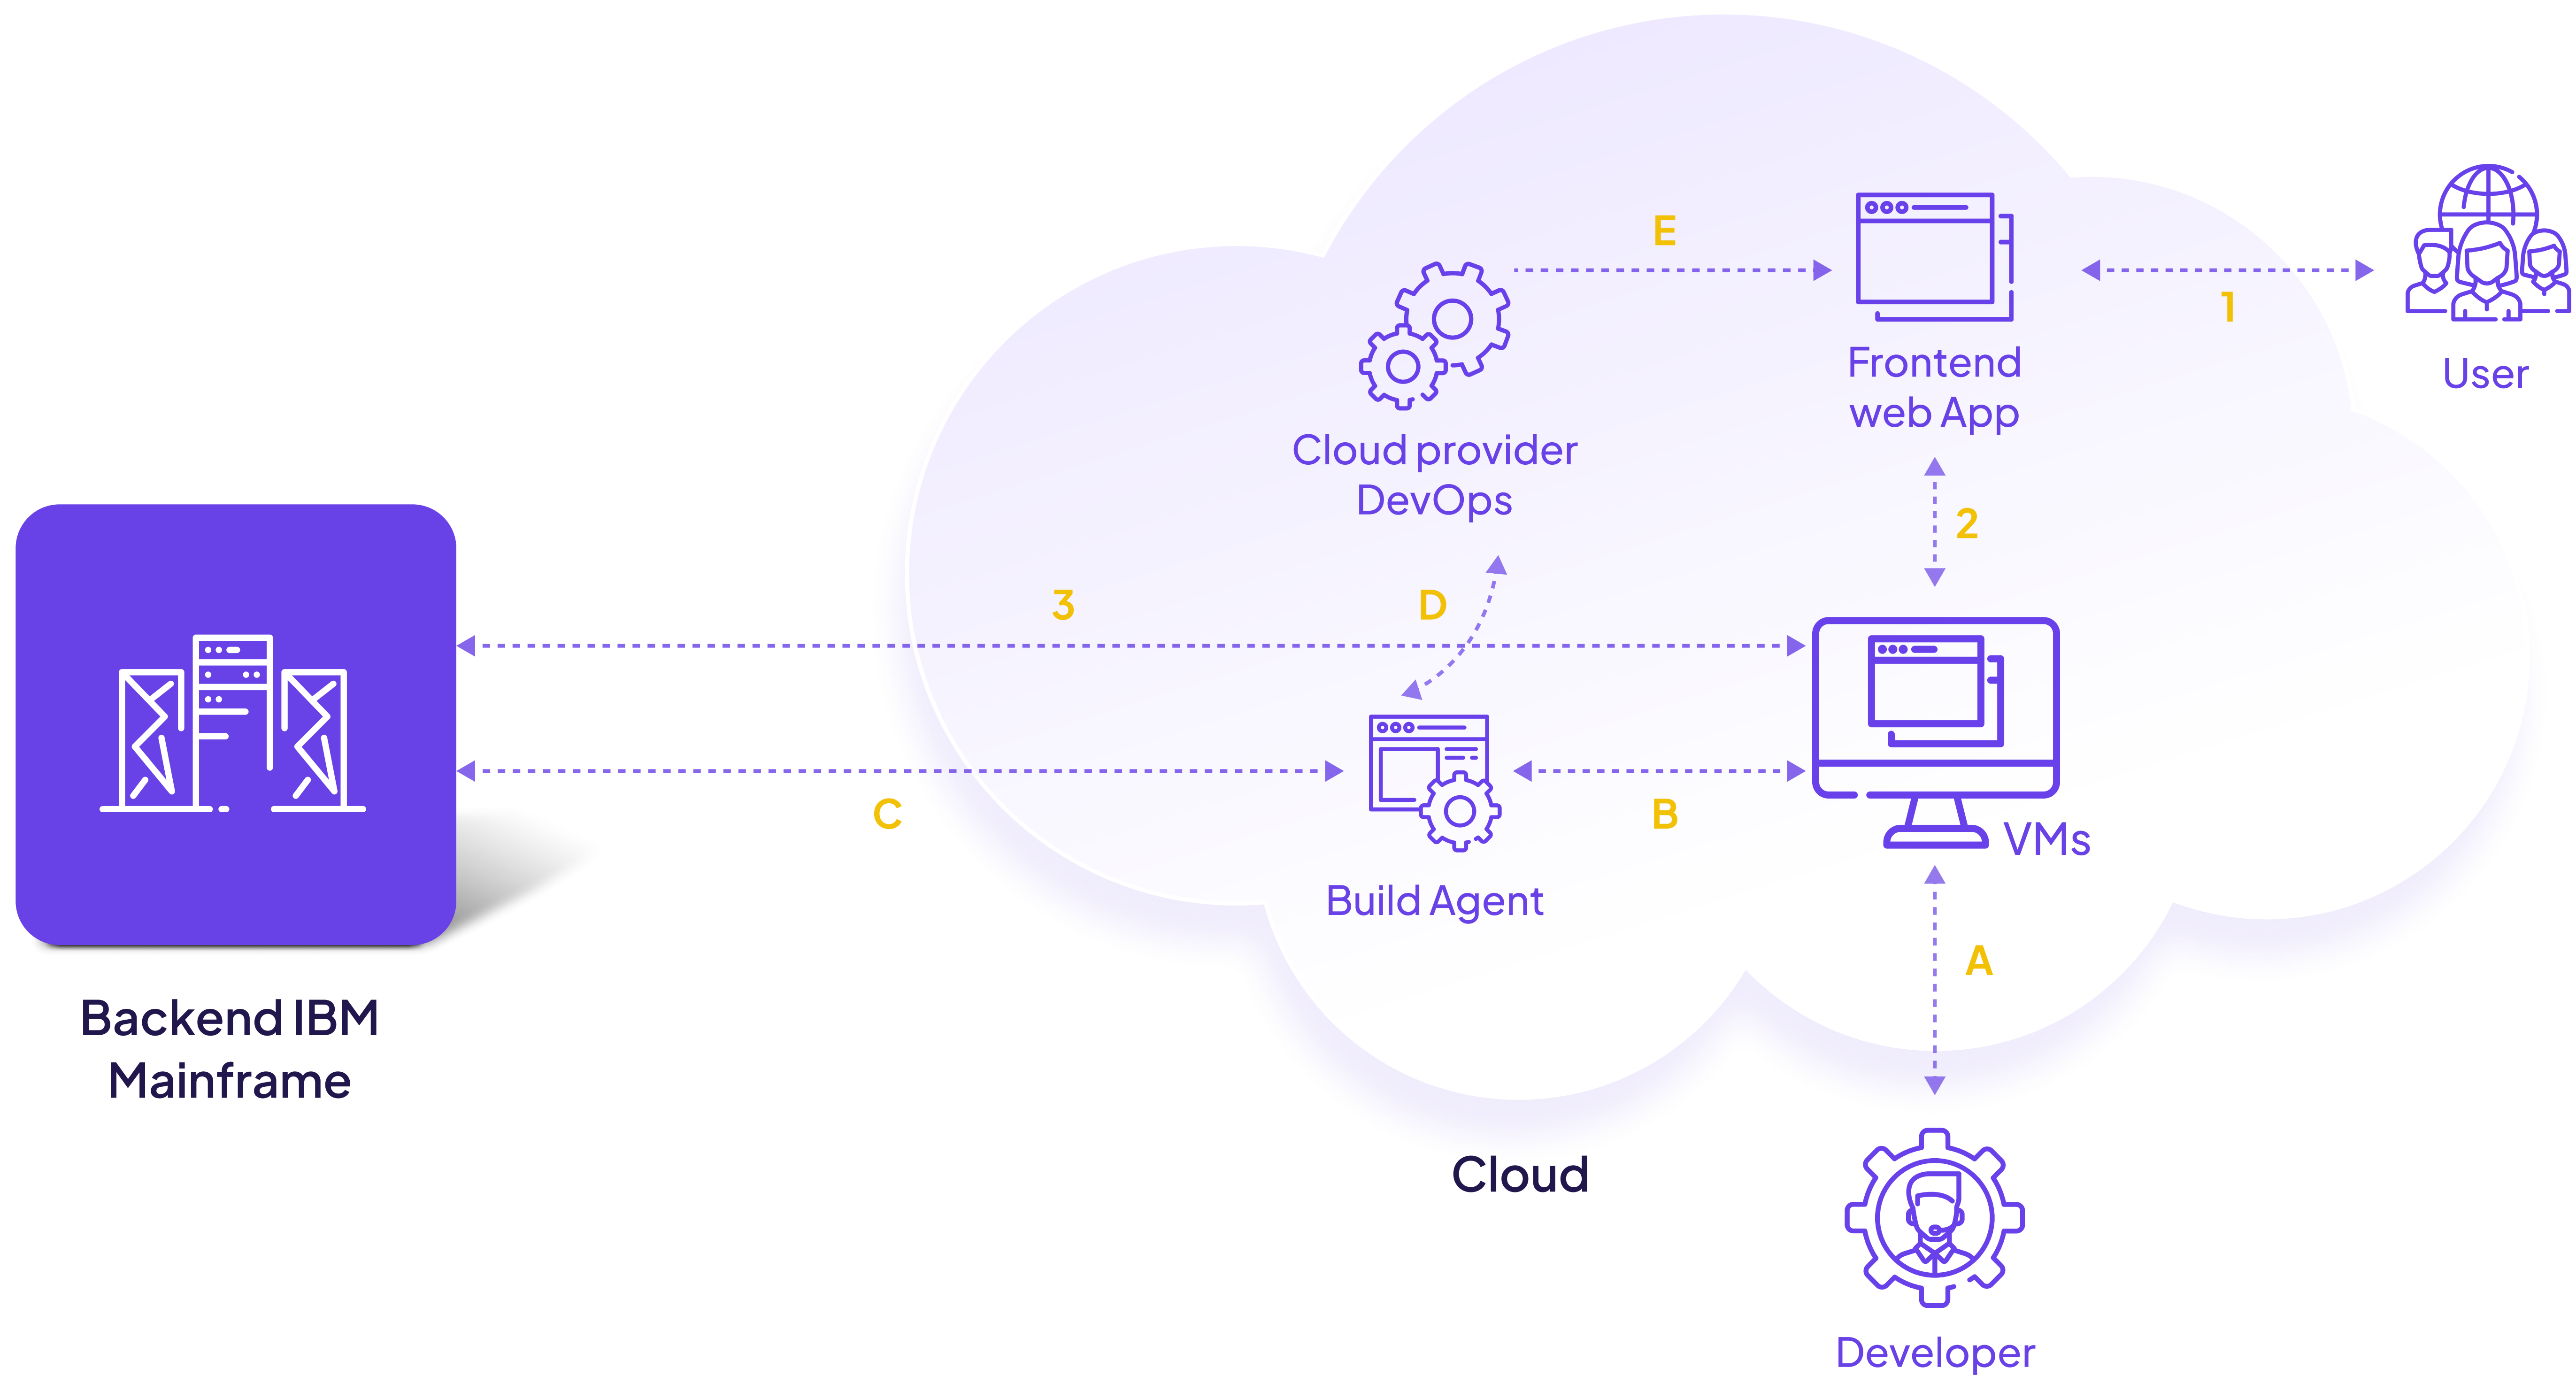 E
1
User
Frontend
web App
Cloud provider
DevOps
2
3
D
C
B
VMs
Build Agent
A
Backend IBM
Mainframe
Cloud
Developer